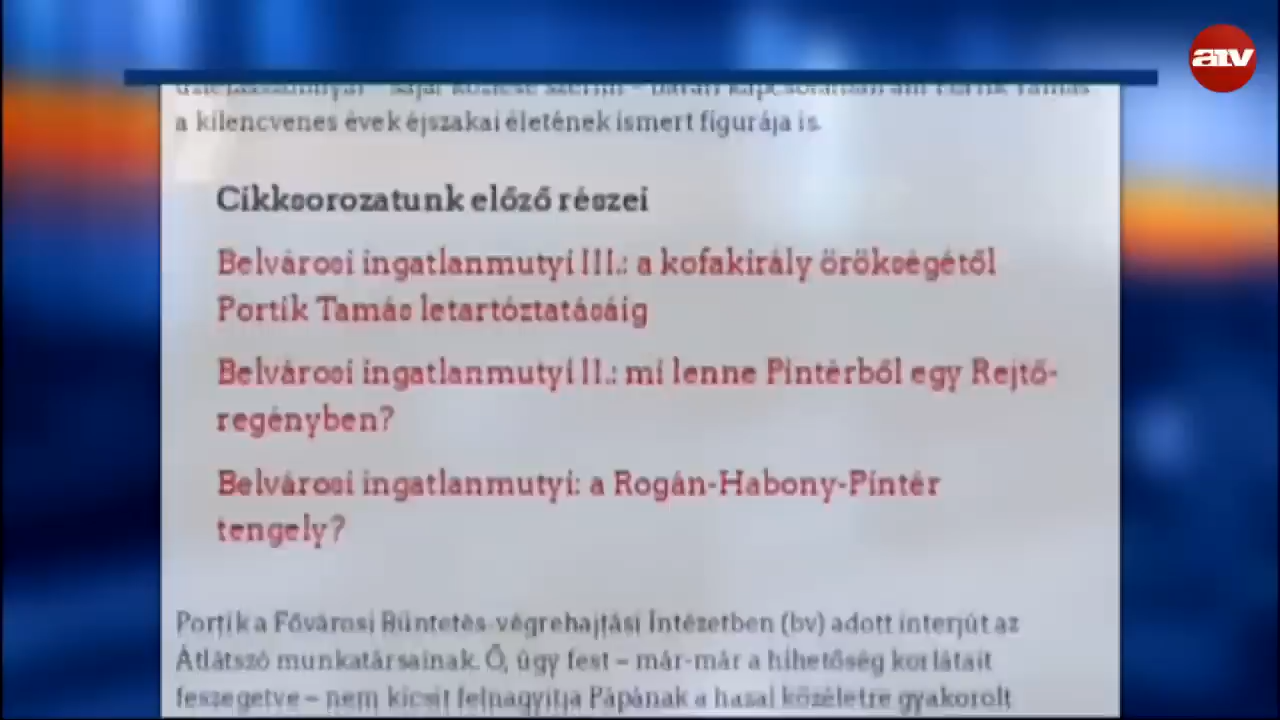 atv
a kilencvenes évek éjszakai életének ismert figurája is.
Cikksorozatunk előző részei
Belvárosi ingatlanmutyi III.: a kofakirály örökségétől
Portik Tamás letartóztatásáig
Belvárosi ingatlanmutyi II.: mi lenne Pintérből egy Rejtő-
regényben?
Belvárosi ingatlanmutyi: a Rogán-Habony-Pintér
tengely?
Portik a Fővárosi Büntetés-végrehajtási Intézetben (bv) adott interjút az
Átlátszó munkatársainak. Ő, úgy fest – már-már a hihetőség korlátait
feszegetve – nem kicsit felnagyítja Pápának a hazai közéletre gyakorolt